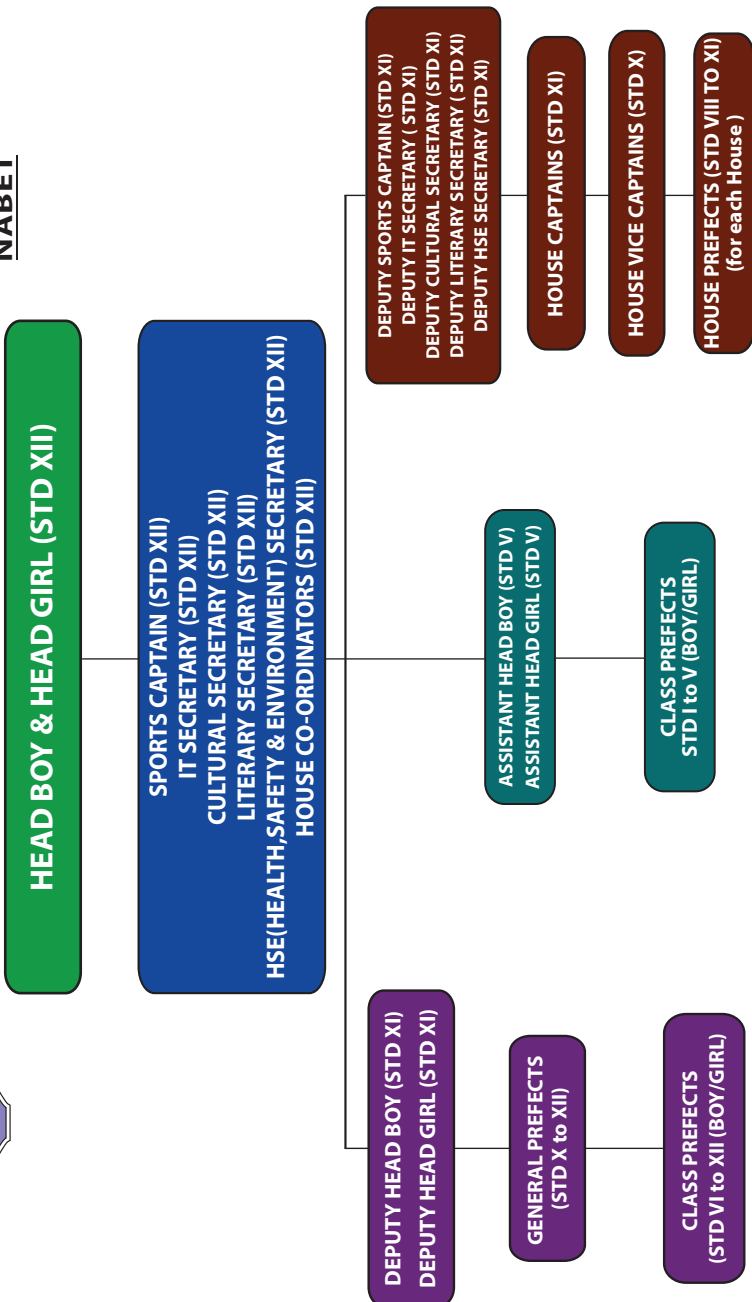 NABET
HEAD BOY & HEAD GIRL (STD XII)
SPORTS CAPTAIN (STD XII)
IT SECRETARY (STD XII)
CULTURAL SECRETARY (STD XII)
LITERARY SECRETARY (STD XII)
HSE(HEALTH,SAFETY & ENVIRONMENT) SECRETARY (STD XII)
HOUSE CO-ORDINATORS (STD XII)
DEPUTY HEAD BOY (STD XI)
DEPUTY HEAD GIRL (STD XI)
GENERAL PREFECTS
(STD X to XII)
CLASS PREFECTS
(STD VI to XII (BOY/GIRL)
ASSISTANT HEAD BOY (STD V)
ASSISTANT HEAD GIRL (STD V)
CLASS PREFECTS
STD I to V (BOY/GIRL)
DEPUTY SPORTS CAPTAIN (STD XI)
DEPUTY IT SECRETARY ( STD XI)
DEPUTY CULTURAL SECRETARY (STD XI)
DEPUTY LITERARY SECRETARY ( STD XI)
DEPUTY HSE SECRETARY (STD XI)
HOUSE CAPTAINS (STD XI)
HOUSE VICE CAPTAINS (STD X)
HOUSE PREFECTS (STD VIII TO XI)
(for each House )